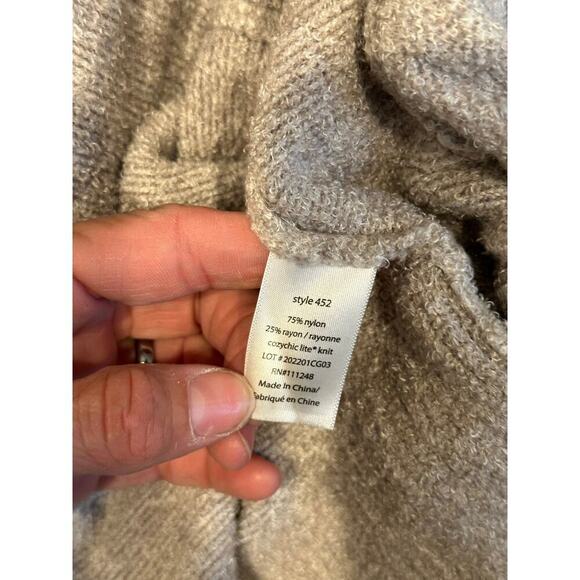 style 452
75% nylon
25% rayon / rayonne
cozychic lite® knit
LOT # 202201CG03
RN#111248
Made In China/
Fabriqué en Chine